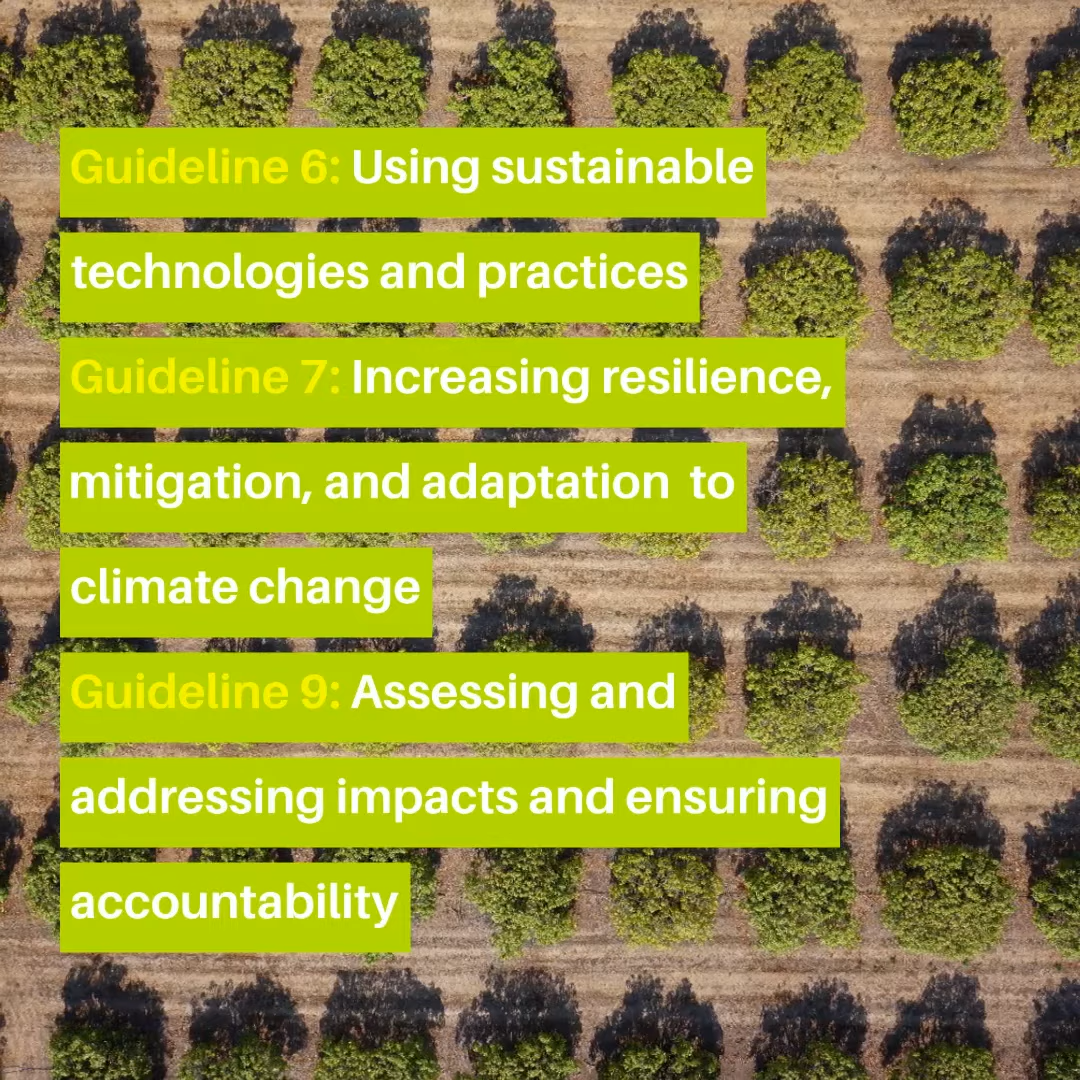 Guideline 6: Using sustainable
technologies and practices
Guideline 7: Increasing resilience,
mitigation, and adaptation  to
climate change
Guideline 9: Assessing and
addressing impacts and ensuring
accountability